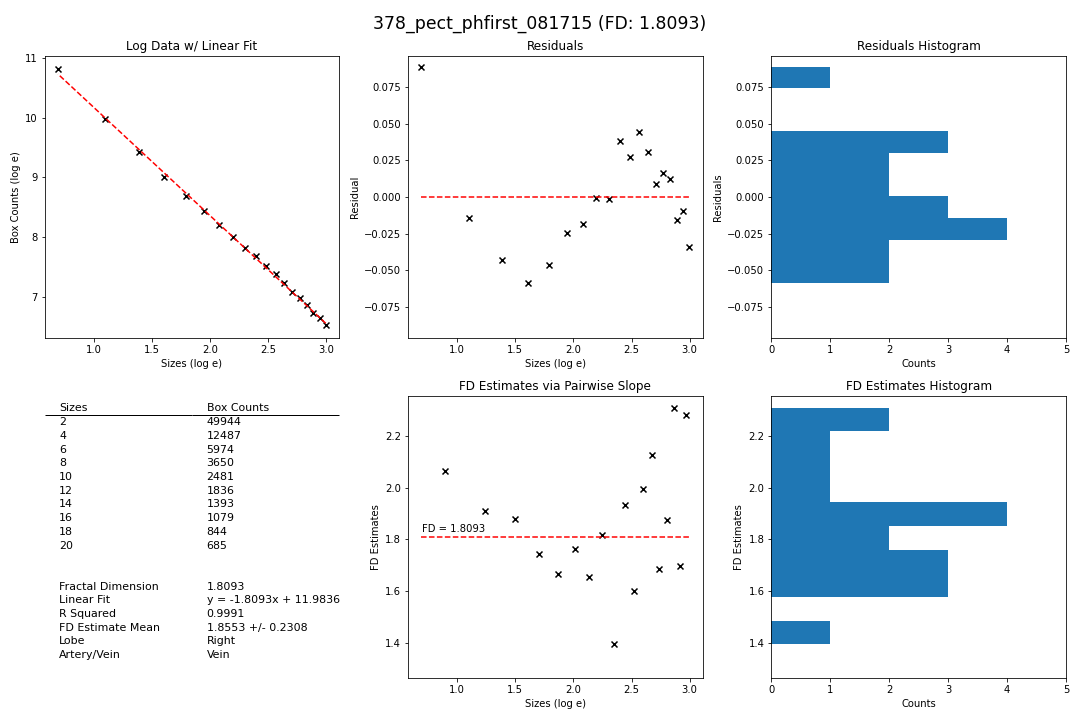 378_pect_phfirst_081715 (FD: 1.8093)
Log Data w/ Linear Fit
11
10
9
8
7
1.0 1.5 2.0 2.5 3.0
Sizes (log e)
Box Counts (log e)
Residuals
0.075
0.050
0.025
0.000
−0.025
−0.050
−0.075
1.0 1.5 2.0 2.5 3.0
Sizes (log e)
Residual
Residuals Histogram
0.075
0.050
0.025
0.000
−0.025
−0.050
−0.075
0 1 2 3 4 5
Counts
Residuals
Sizes Box Counts
2 49944
4 12487
6 5974
8 3650
10 2481
12 1836
14 1393
16 1079
18 844
20 685
Fractal Dimension 1.8093
Linear Fit y = -1.8093x + 11.9836
R Squared 0.9991
FD Estimate Mean 1.8553 +/- 0.2308
Lobe Right
Artery/Vein Vein
FD Estimates via Pairwise Slope
2.2
2.0
1.8
1.6
1.4
FD = 1.8093
1.0 1.5 2.0 2.5 3.0
Sizes (log e)
FD Estimates
FD Estimates Histogram
2.2
2.0
1.8
1.6
1.4
0 1 2 3 4 5
Counts
FD Estimates